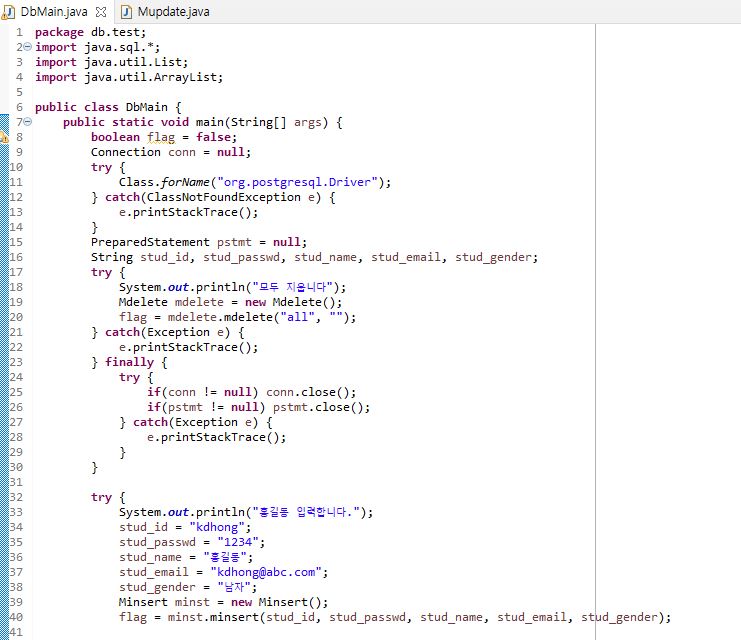 DbMain.java Mupdate.java
1 package db.test;
2 import java.sql.*;
3 import java.util.List;
4 import java.util.ArrayList;
5
6 public class DbMain {
7 public static void main(String[] args) {
8 boolean flag = false;
9 Connection conn = null;
10 try {
11 Class.forName("org.postgresql.Driver");
12 } catch(ClassNotFoundException e) {
13 e.printStackTrace();
14 }
15 PreparedStatement pstmt = null;
16 String stud_id, stud_passwd, stud_name, stud_email, stud_gender;
17 try {
18 System.out.println("모두 지웁니다");
19 Mdelete mdelete = new Mdelete();
20 flag = mdelete.mdelete("all", "");
21 } catch(Exception e) {
22 e.printStackTrace();
23 } finally {
24 try {
25 if(conn != null) conn.close();
26 if(pstmt != null) pstmt.close();
27 } catch(Exception e) {
28 e.printStackTrace();
29 }
30 }
31
32 try {
33 System.out.println("홍길동 입력합니다.");
34 stud_id = "kdhong";
35 stud_passwd = "1234";
36 stud_name = "홍길동";
37 stud_email = "kdhong@abc.com";
38 stud_gender = "남자";
39 Minsert minst = new Minsert();
40 flag = minst.minsert(stud_id, stud_passwd, stud_name, stud_email, stud_gender);
41